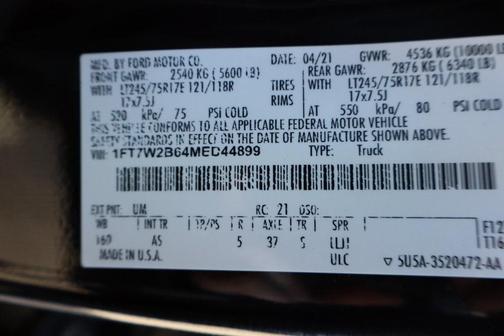 MFD. BY FORD MOTOR CO. DATE: 04/21 GVWR: 4536 KG (10000 LB)
FRONT GAWR: 2540 KG (5600 LB) REAR GAWR: 2876 KG (6340 LB)
WITH LT245/75R17E 121/118R TIRES WITH LT245/75R17E 121/118R
17x7.5J RIMS 17x7.5J
AT 520 kPa/ 75 PSI COLD AT 550 kPa/ 80 PSI COLD
THIS VEHICLE CONFORMS TO ALL APPLICABLE FEDERAL MOTOR VEHICLE
SAFETY STANDARDS IN EFFECT ON THE DATE OF MANUFACTURE SHOWN ABOVE.
VIN: 1FT7W2B64MED44899 TYPE: Truck
EXT PNT: UM RC: 21 DSO:
WB INT TR TP/PS R AXLE TR SPR
160 AS 5 37 S
MADE IN U.S.A. ULC 5U5A-3520472-AA